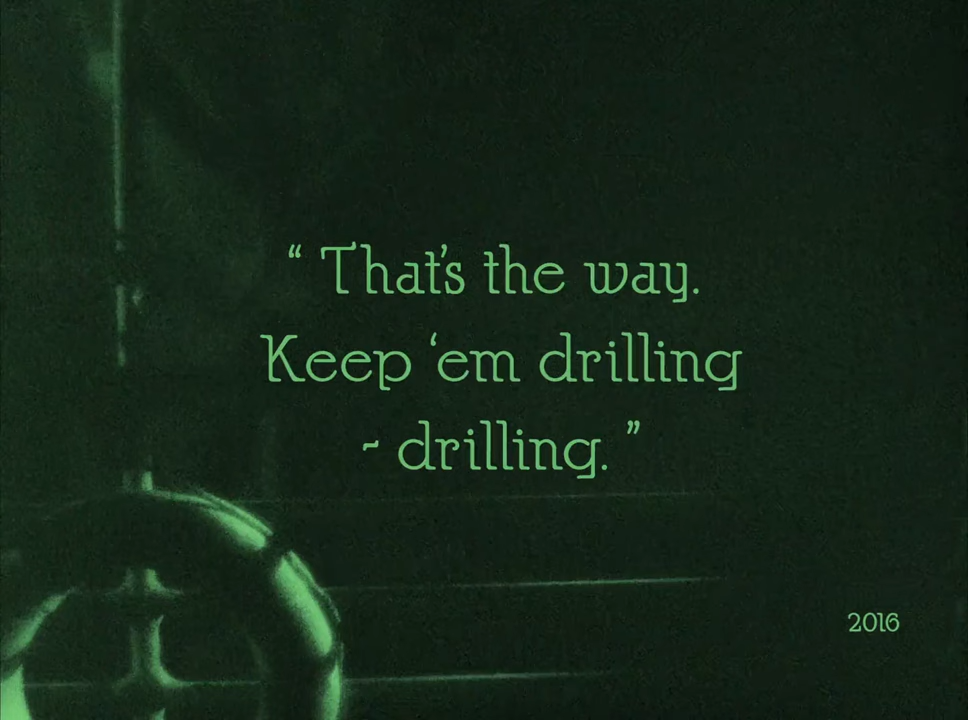 “ That's the way.
Keep ‘em drilling
- drilling. ”
2016